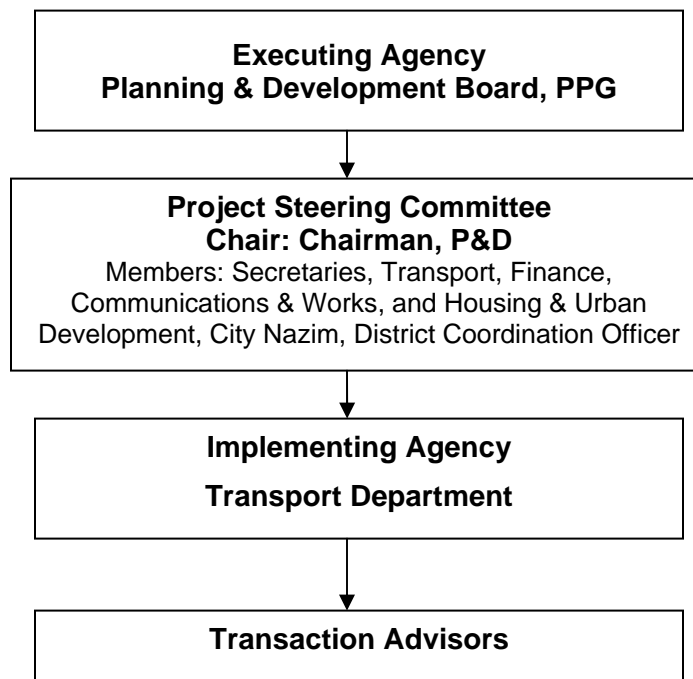 Executing Agency
Planning & Development Board, PPG
Project Steering Committee
Chair: Chairman, P&D
Members: Secretaries, Transport, Finance,
Communications & Works, and Housing & Urban
Development, City Nazim, District Coordination Officer
Implementing Agency
Transport Department
Transaction Advisors